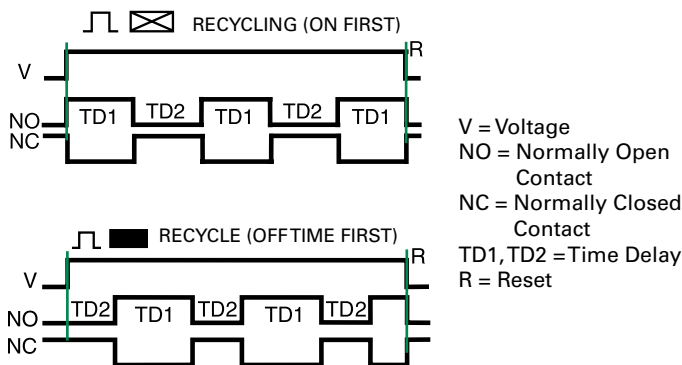 RECYCLING (ON FIRST)
R
V
NO
NC
TD1 TD2 TD1 TD2 TD1
RECYCLE (OFF TIME FIRST)
R
V
NO
NC
TD2 TD1 TD2 TD1 TD2
V = Voltage
NO = Normally Open
Contact
NC = Normally Closed
Contact
TD1, TD2 = Time Delay
R = Reset